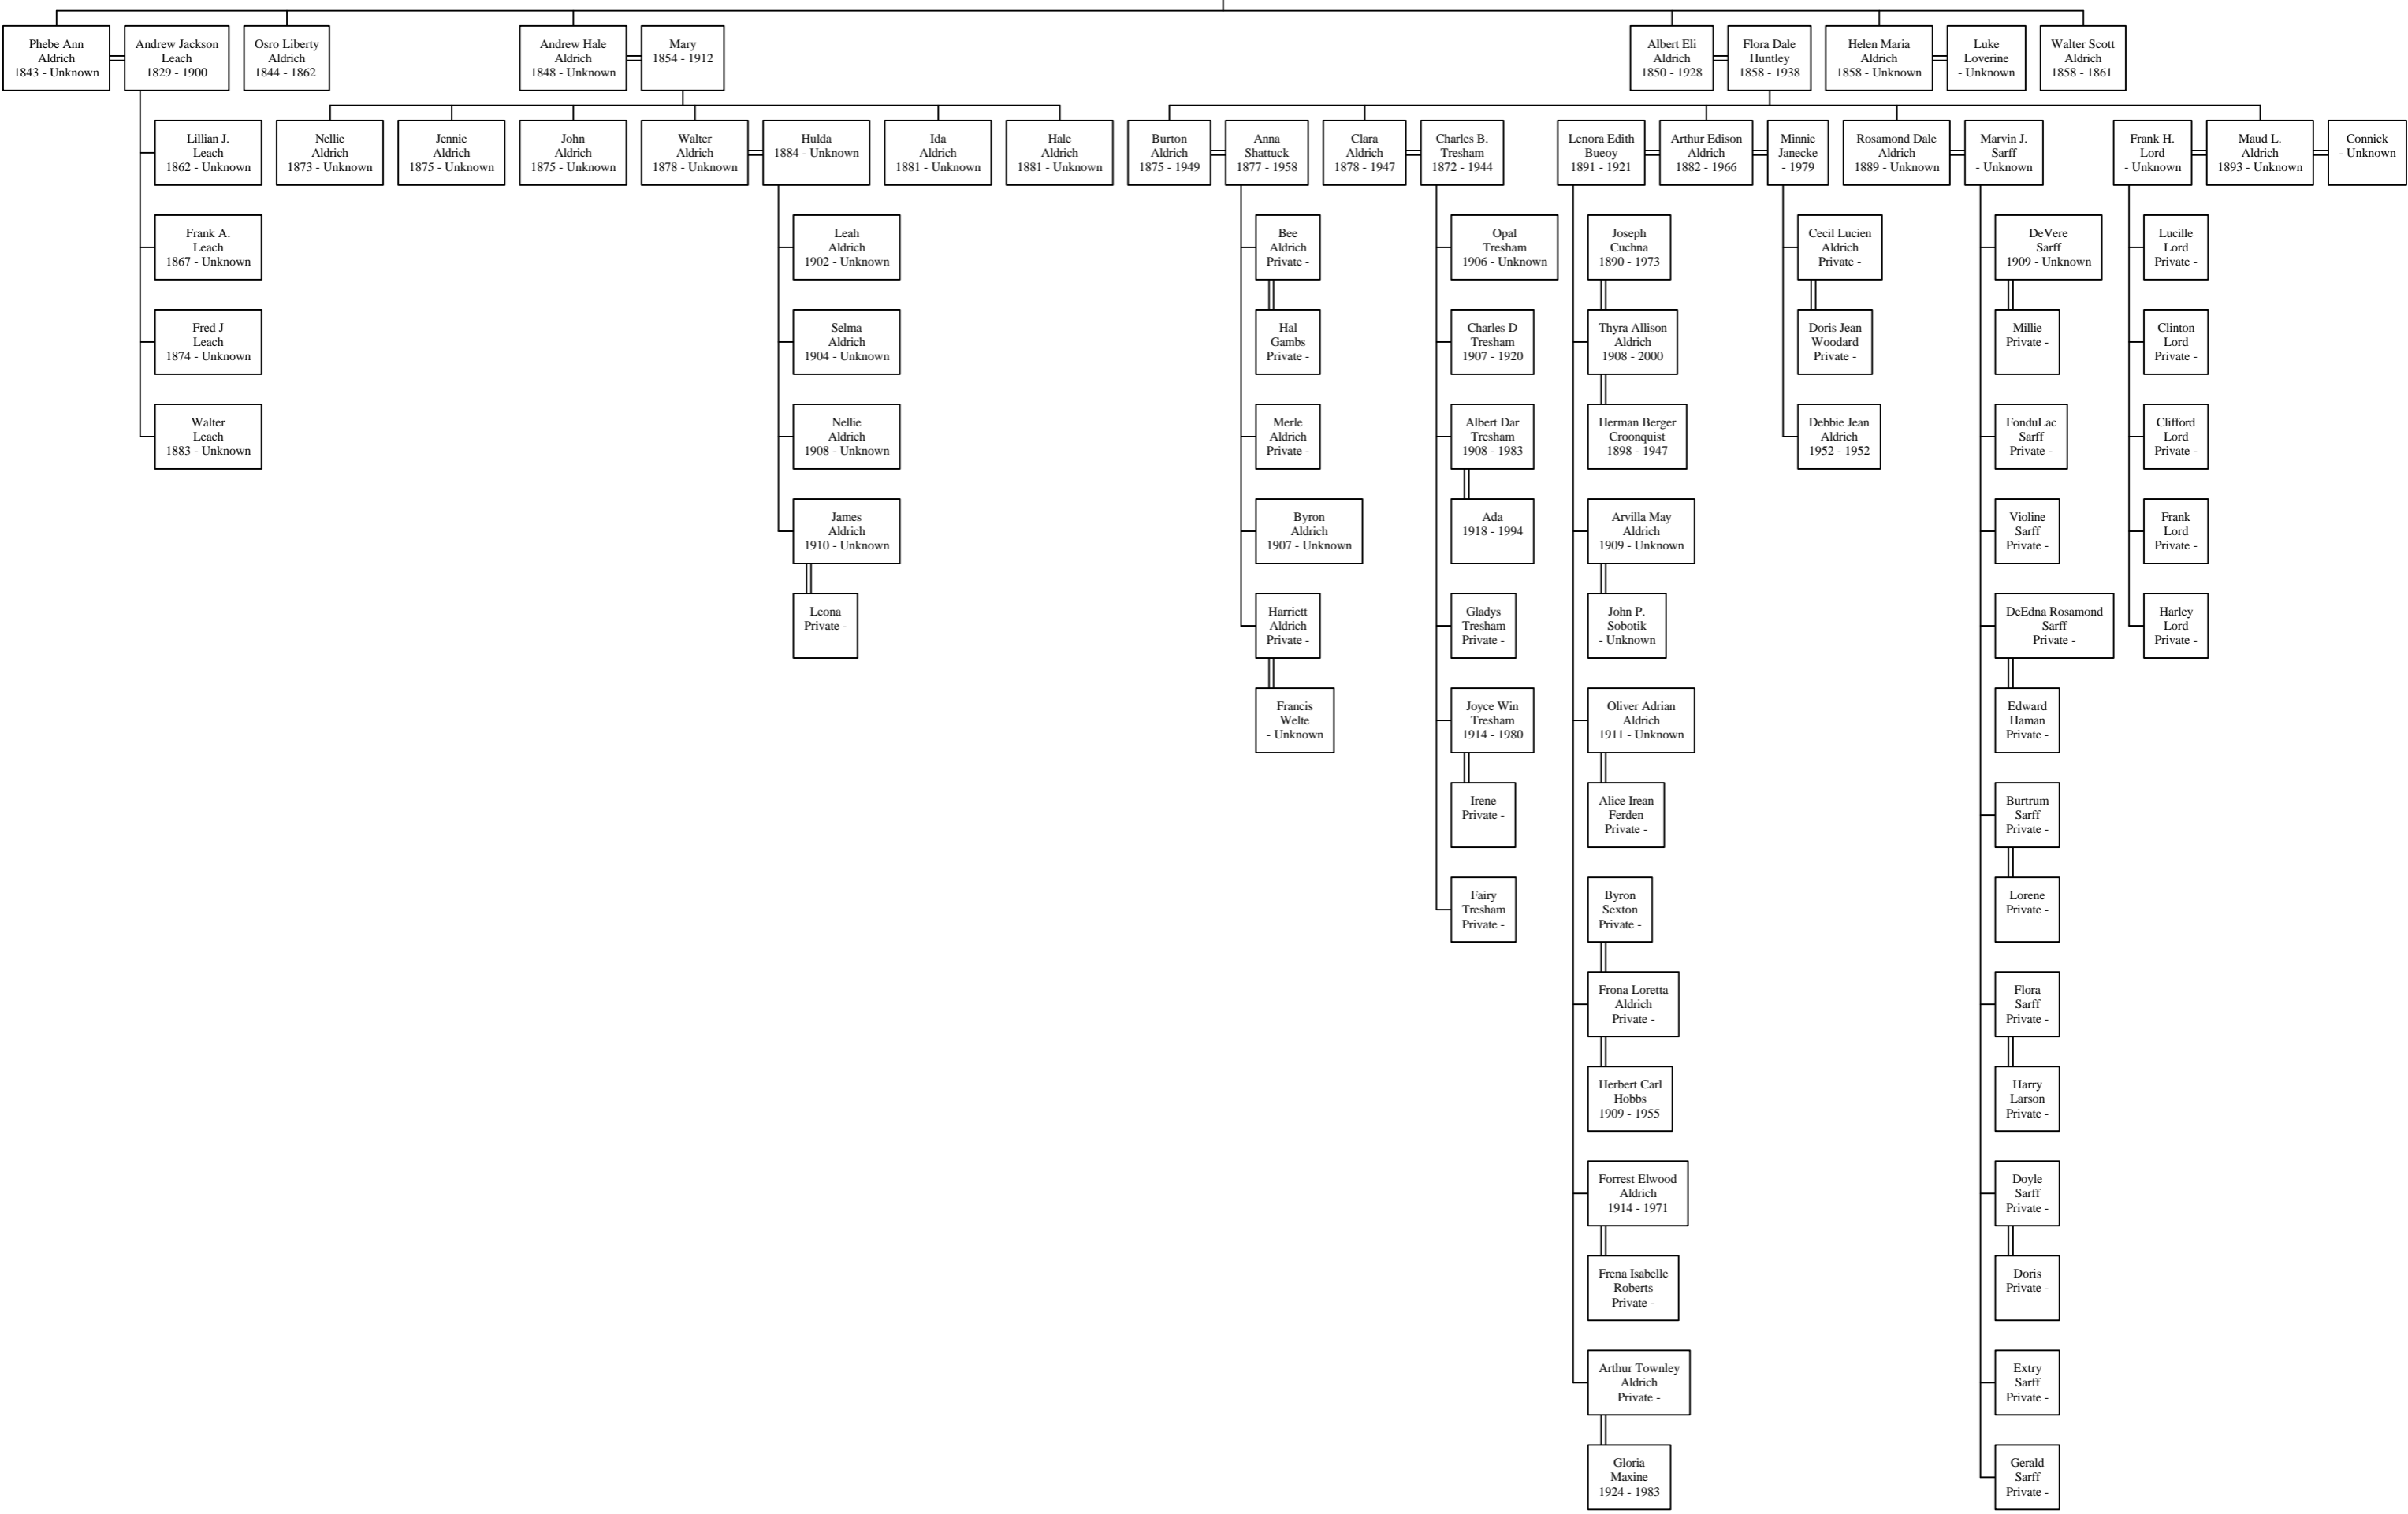 Phebe Ann
Aldrich
1843 - Unknown
Andrew Jackson
Leach
1829 - 1900
Osro Liberty
Aldrich
1844 - 1862
Andrew Hale
Aldrich
1848 - Unknown
Mary
1854 - 1912
Albert Eli
Aldrich
1850 - 1928
Flora Dale
Huntley
1858 - 1938
Helen Maria
Aldrich
1858 - Unknown
Luke
Loverine
- Unknown
Walter Scott
Aldrich
1858 - 1861
Lillian J.
Leach
1862 - Unknown
Nellie
Aldrich
1873 - Unknown
Jennie
Aldrich
1875 - Unknown
John
Aldrich
1875 - Unknown
Walter
Aldrich
1878 - Unknown
Hulda
1884 - Unknown
Ida
Aldrich
1881 - Unknown
Hale
Aldrich
1881 - Unknown
Burton
Aldrich
1875 - 1949
Anna
Shattuck
1877 - 1958
Clara
Aldrich
1878 - 1947
Charles B.
Tresham
1872 - 1944
Lenora Edith
Bueoy
1891 - 1921
Arthur Edison
Aldrich
1882 - 1966
Minnie
Janecke
- 1979
Rosamond Dale
Aldrich
1889 - Unknown
Marvin J.
Sarff
- Unknown
Frank H.
Lord
- Unknown
Maud L.
Aldrich
1893 - Unknown
Connick
- Unknown
Frank A.
Leach
1867 - Unknown
Fred J
Leach
1874 - Unknown
Walter
Leach
1883 - Unknown
Leah
Aldrich
1902 - Unknown
Selma
Aldrich
1904 - Unknown
Nellie
Aldrich
1908 - Unknown
James
Aldrich
1910 - Unknown
Leona
Private -
Bee
Aldrich
Private -
Hal
Gambs
Private -
Merle
Aldrich
Private -
Byron
Aldrich
1907 - Unknown
Harriett
Aldrich
Private -
Francis
Welte
- Unknown
Opal
Tresham
1906 - Unknown
Charles D
Tresham
1907 - 1920
Albert Dar
Tresham
1908 - 1983
Ada
1918 - 1994
Gladys
Tresham
Private -
Joyce Win
Tresham
1914 - 1980
Irene
Private -
Fairy
Tresham
Private -
Joseph
Cuchna
1890 - 1973
Thyra Allison
Aldrich
1908 - 2000
Herman Berger
Croonquist
1898 - 1947
Arvilla May
Aldrich
1909 - Unknown
John P.
Sobotik
- Unknown
Oliver Adrian
Aldrich
1911 - Unknown
Alice Irean
Ferden
Private -
Byron
Sexton
Private -
Frona Loretta
Aldrich
Private -
Herbert Carl
Hobbs
1909 - 1955
Forrest Elwood
Aldrich
1914 - 1971
Frena Isabelle
Roberts
Private -
Arthur Townley
Aldrich
Private -
Gloria
Maxine
1924 - 1983
Cecil Lucien
Aldrich
Private -
Doris Jean
Woodard
Private -
Debbie Jean
Aldrich
1952 - 1952
DeVere
Sarff
1909 - Unknown
Millie
Private -
FonduLac
Sarff
Private -
Violine
Sarff
Private -
DeEdna Rosamond
Sarff
Private -
Edward
Haman
Private -
Burtrum
Sarff
Private -
Lorene
Private -
Flora
Sarff
Private -
Harry
Larson
Private -
Doyle
Sarff
Private -
Doris
Private -
Extry
Sarff
Private -
Gerald
Sarff
Private -
Lucille
Lord
Private -
Clinton
Lord
Private -
Clifford
Lord
Private -
Frank
Lord
Private -
Harley
Lord
Private -